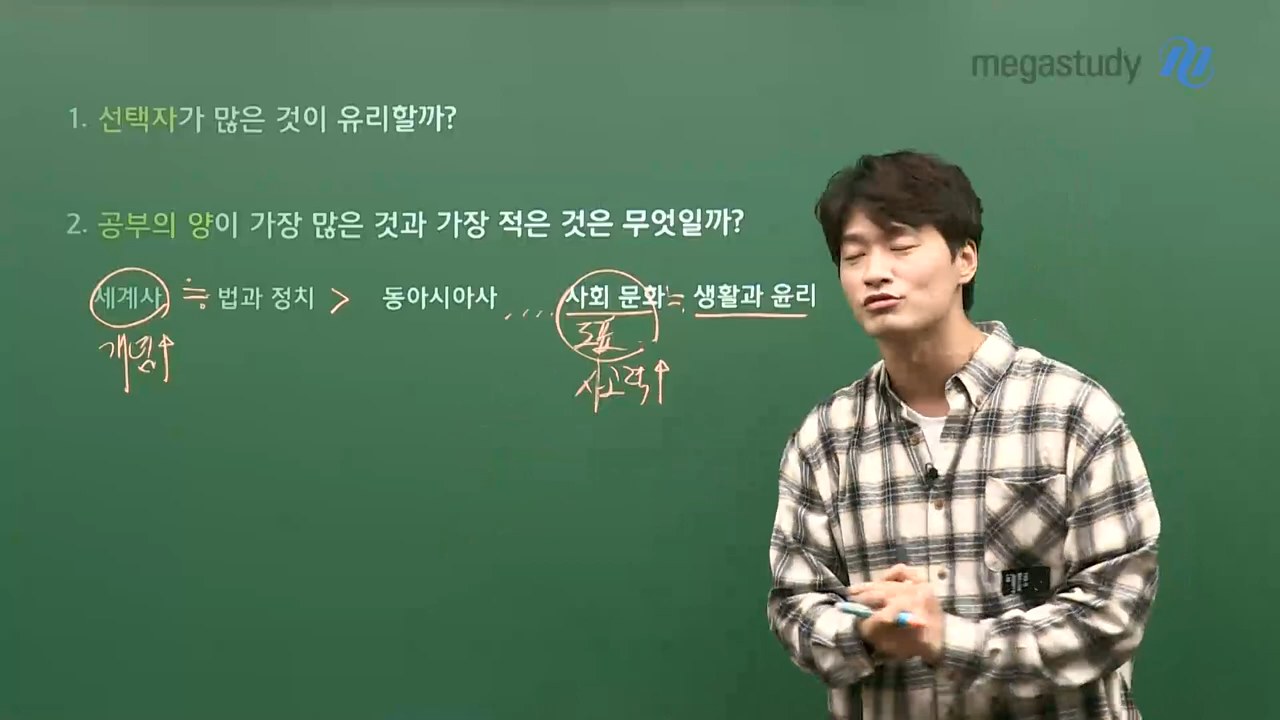 megastudy
1. 선택자가 많은 것이 유리할까?
2. 공부의 양이 가장 많은 것과 가장 적은 것은 무엇일까?
세계사 ≒ 법과 정치 > 동아시아사 .... 사회 문화 = 생활과 윤리
개념↑ 도표
사고력↑